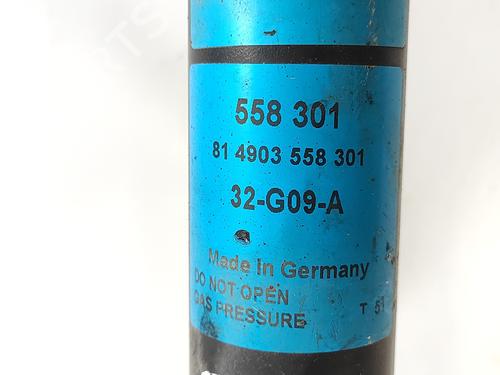 558 301
81 4903 558 301
32-G09-A
Made in Germany
DO NOT OPEN
GAS PRESSURE
T 51